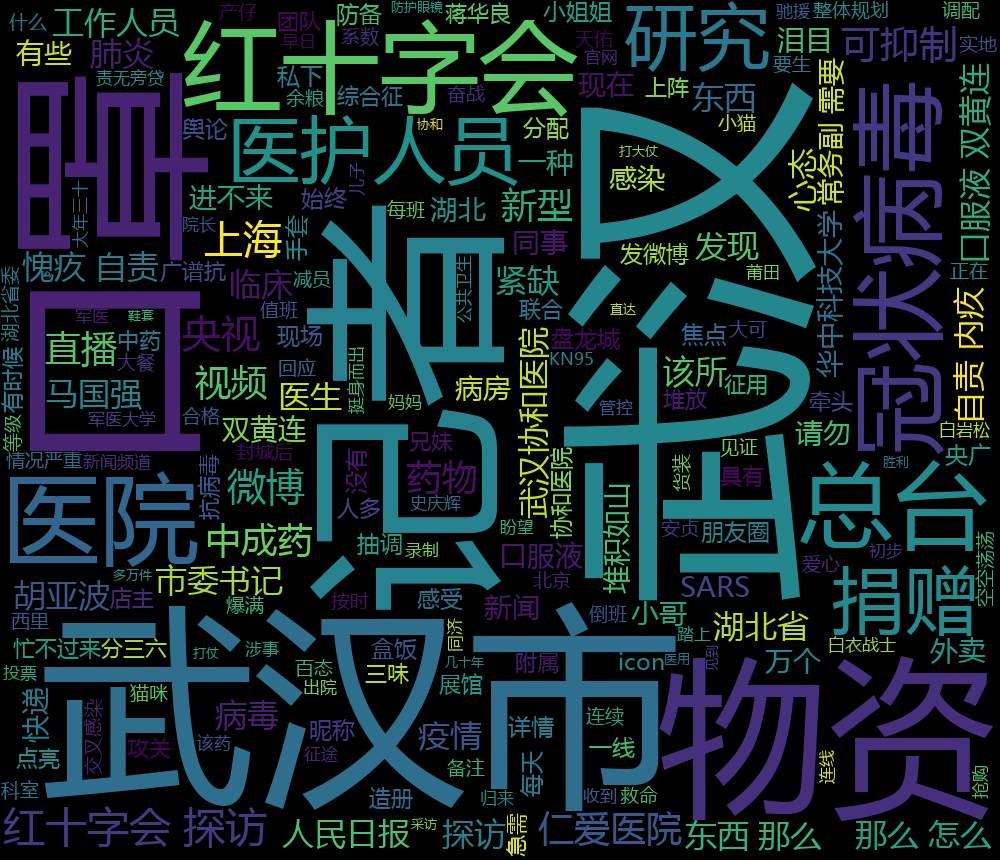 什么
工作人员
产仔
团队
早日
防备
系数
防护眼镜
蒋华良
小姐姐
驰援
整体规划
调配
有些
肺炎
责无旁贷
红十字会
私下
余粮
综合征
奋战
天佑
官网
现在
上阵
研究
泪目
要生
可抑制
实地
舆论
医护人员
协和
分配
一种
东西
小猫
需要
双黄连
口服液
冠状病毒
常务副
心态
打大仗
感染
武汉
记者
一直
进不来
始终
儿子
每班
湖北
新型
大年三十
院长
上海
手套
同事
发微博
发现
莆田
华中科技大学
愧疚
自责
广谱抗
临床
减员
公共卫生
紧缺
联合
直达
焦点
大可
正在
内疚
自责
湖北省委
军医
鞋套
值班
现场
央视
盘龙城
KN95
直播
中药
大餐
回应
挺身而出
视频
武汉协和医院
该所
征用
堆放
牵头
马国强
军医大学
合格
医生
妈妈
病房
管控
请勿
白岩松
有时候
等级
双黄连
封城后
兄妹
货装
见证
央广
情况严重
新闻频道
抗病毒
微博
没有
人多
药物
史庆辉
协和医院
具有
胜利
医院
中成药
抽调
录制
盼望
堆积如山
安贞
朋友圈
总台
多万件
市委书记
口服液
北京
SARS
爱心
初步
空空荡荡
胡亚波
店主
爆满
按时
感受
新闻
倒班
小哥
踏上
捐赠
西里
武汉市
忙不过来
分三六
打仗
涉事
盒饭
同济
几十年
附属
icon
医用
见到
湖北省
白衣战士
外卖
投票
猫咪
百态
三味
出院
展馆
万个
物资
快递
交叉感染
病毒
昵称
疫情
详情
连续
点亮
攻关
该药
征途
备注
每天
一线
连线
科室
造册
归来
收到
救命
抢购
红十字会
探访
人民日报
采访
探访
急需
仁爱医院
东西
那么
那么
怎么